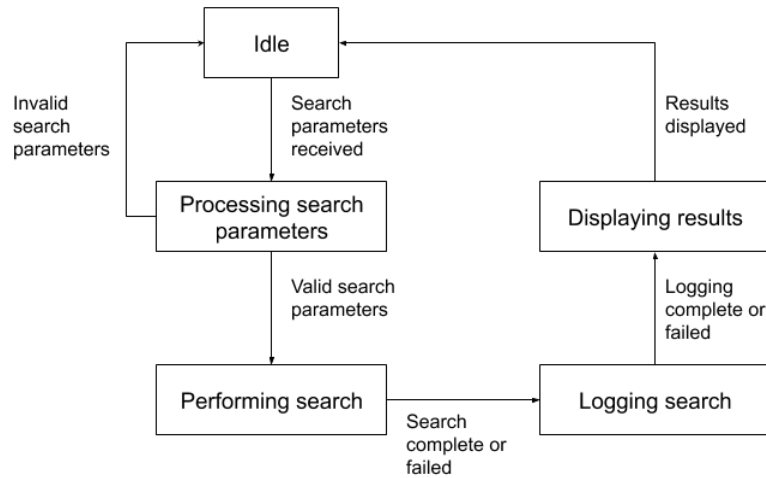 Idle
Invalid
search
parameters
Search
parameters
received
Results
displayed
Processing search
parameters
Displaying results
Valid search
parameters
Logging
complete or
failed
Performing search
Logging search
Search
complete or
failed